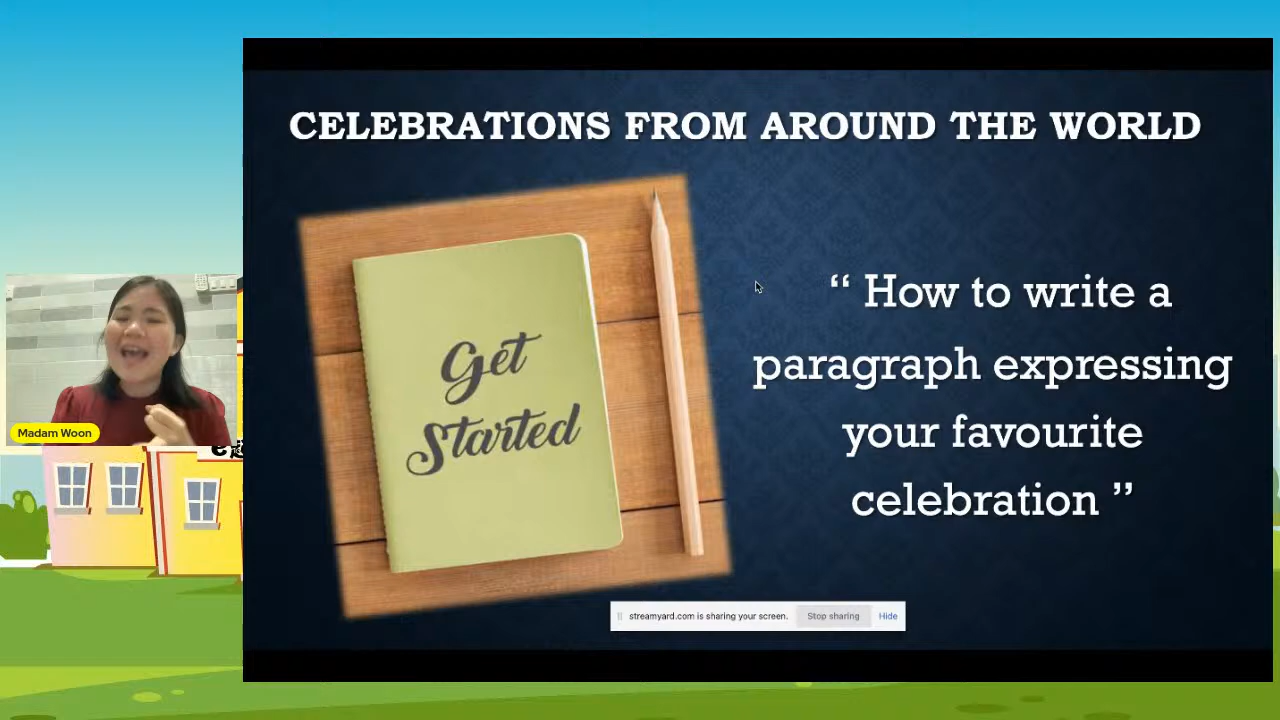 CELEBRATIONS FROM AROUND THE WORLD
Get
Started
“ How to write a
paragraph expressing
your favourite
celebration ”
Madam Woon
streamyard.com is sharing your screen. Stop sharing Hide